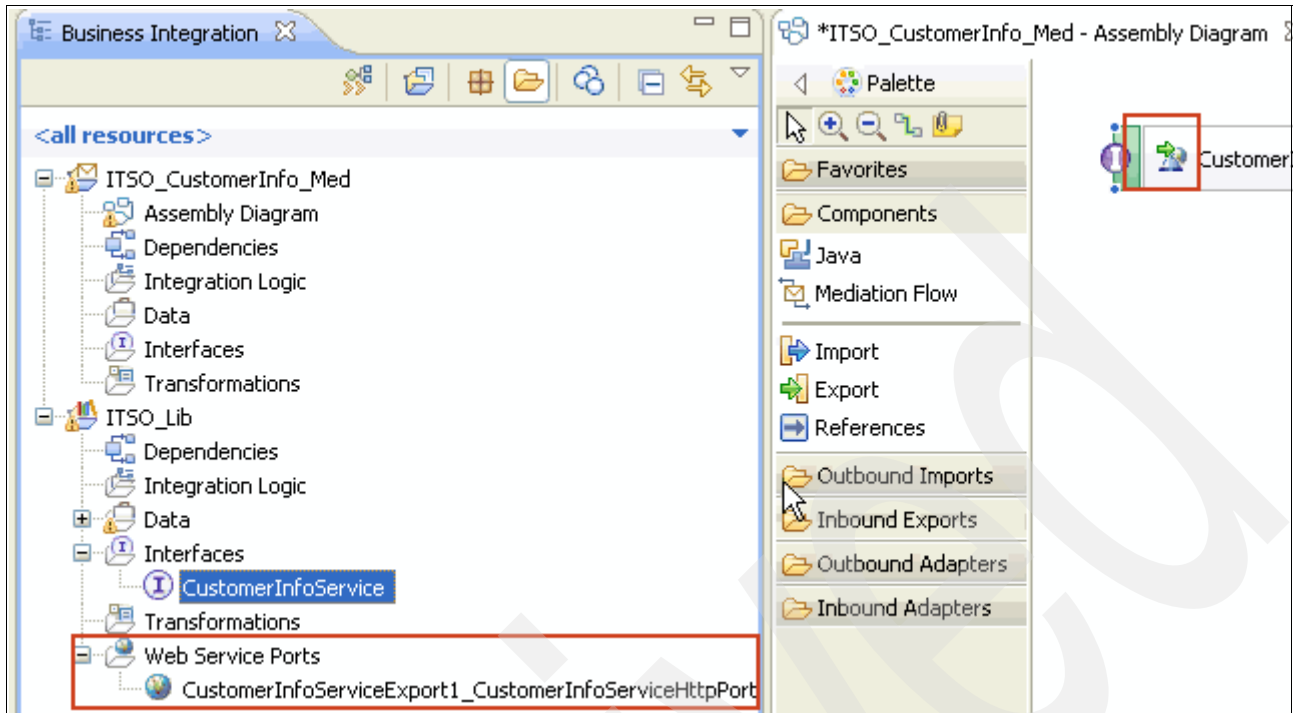 Business Integration
<all resources>
ITSO_CustomerInfo_Med
Assembly Diagram
Dependencies
Integration Logic
Data
Interfaces
Transformations
ITSO_Lib
Dependencies
Integration Logic
Data
Interfaces
CustomerInfoService
Transformations
Web Service Ports
CustomerInfoServiceExport1_CustomerInfoServiceHttpPort
*ITSO_CustomerInfo_Med - Assembly Diagram
Palette
Favorites
Components
Java
Mediation Flow
Import
Export
References
Outbound Imports
Inbound Exports
Outbound Adapters
Inbound Adapters
CustomerI